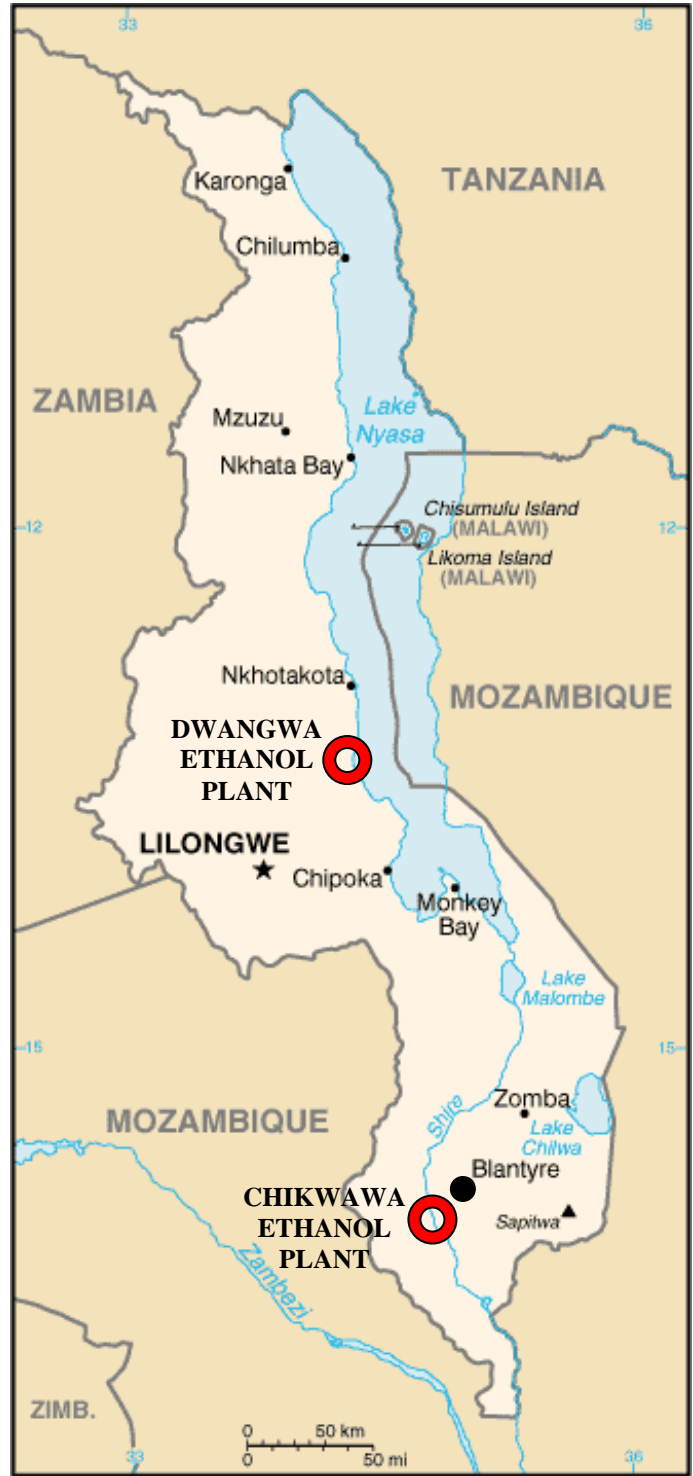 33
36
Karonga
TANZANIA
Chilumba
ZAMBIA
Lake
Nyasa
Mzuzu
Nkhata Bay
Chisumulu Island
(MALAWI)
12
12
Likoma Island
(MALAWI)
Nkhotakota
MOZAMBIQUE
DWANGWA
ETHANOL
PLANT
LILONGWE
Chipoka
Monkey
Bay
Lake
Malombe
15
15
Zomba
MOZAMBIQUE
Shire
Lake
Chilwa
Blantyre
CHIKWAWA
ETHANOL
PLANT
Sapitwa
Zambezi
ZIMB.
0 50 km
0 50 mi
33
36